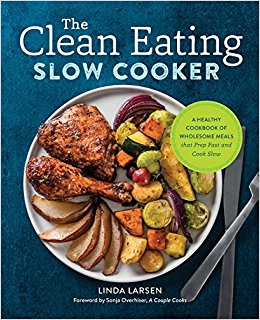 The
Clean Eating
SLOW COOKER
A HEALTHY
COOKBOOK OF
WHOLESOME MEALS
that Prep Fast and
Cook Slow
LINDA LARSEN
Foreword by Sonja Overhiser, A Couple Cooks